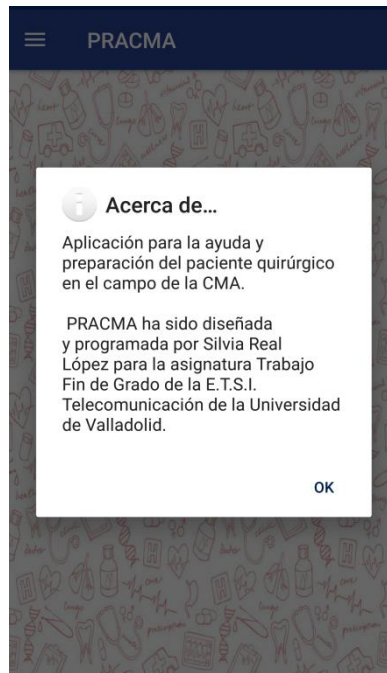 PRACMA
Acerca de...
Aplicación para la ayuda y
preparación del paciente quirúrgico
en el campo de la CMA.
PRACMA ha sido diseñada
y programada por Silvia Real
López para la asignatura Trabajo
Fin de Grado de la E.T.S.I.
Telecomunicación de la Universidad
de Valladolid.
OK